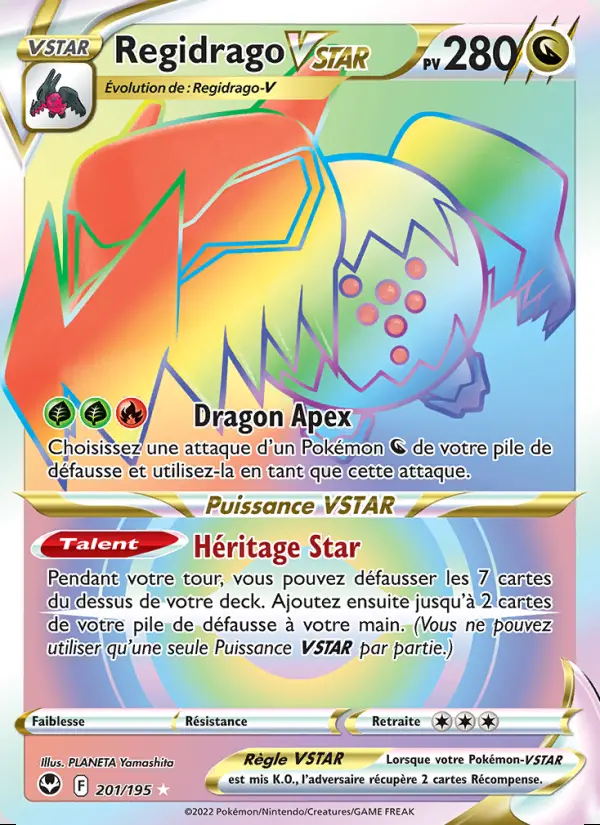 VSTAR Regidrago VSTAR PV 280
Évolution de : Regidrago-V
Dragon Apex
Choisissez une attaque d'un Pokémon de votre pile de
défausse et utilisez-la en tant que cette attaque.
Puissance VSTAR
Talent Héritage Star
Pendant votre tour, vous pouvez défausser les 7 cartes
du dessus de votre deck. Ajoutez ensuite jusqu'à 2 cartes
de votre pile de défausse à votre main. (Vous ne pouvez
utiliser qu'une seule Puissance VSTAR par partie.)
Faiblesse Résistance Retraite
Illus. PLANETA Yamashita
F 201/195
Règle VSTAR Lorsque votre Pokémon-VSTAR
est mis K.O., l'adversaire récupère 2 cartes Récompense.
©2022 Pokémon/Nintendo/Creatures/GAME FREAK